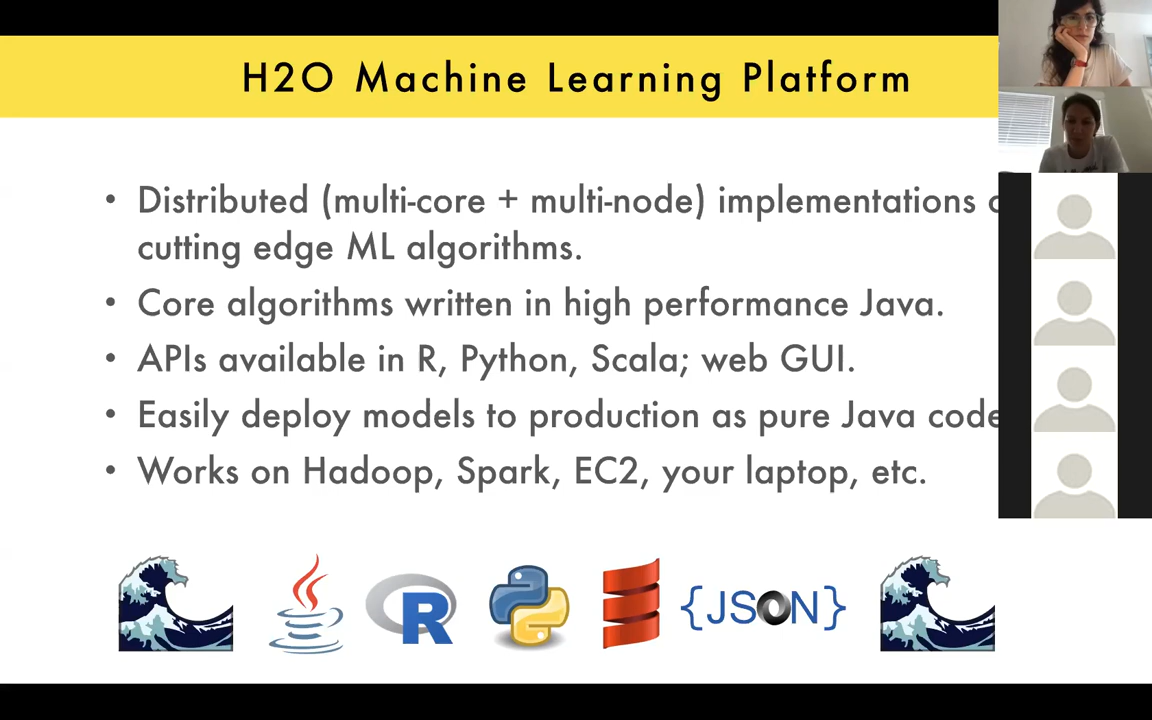 H2O Machine Learning Platform
• Distributed (multi-core + multi-node) implementations
cutting edge ML algorithms.
• Core algorithms written in high performance Java.
• APIs available in R, Python, Scala; web GUI.
• Easily deploy models to production as pure Java code
• Works on Hadoop, Spark, EC2, your laptop, etc.
R {JSON}